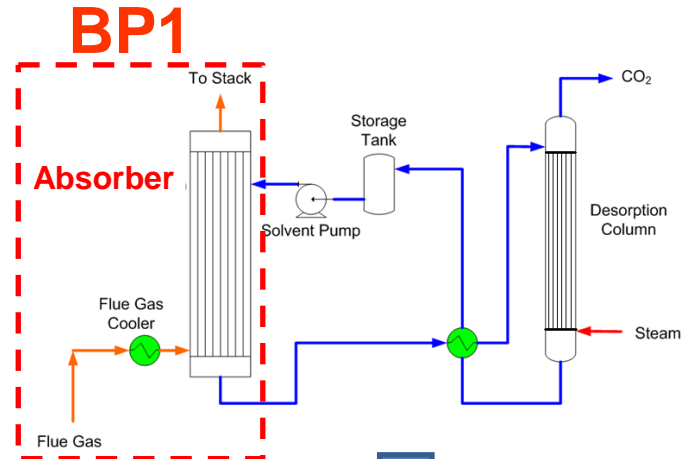 BP1
To Stack
CO2
Storage
Tank
Absorber
Desorption
Column
Solvent Pump
Flue Gas
Cooler
Steam
Flue Gas